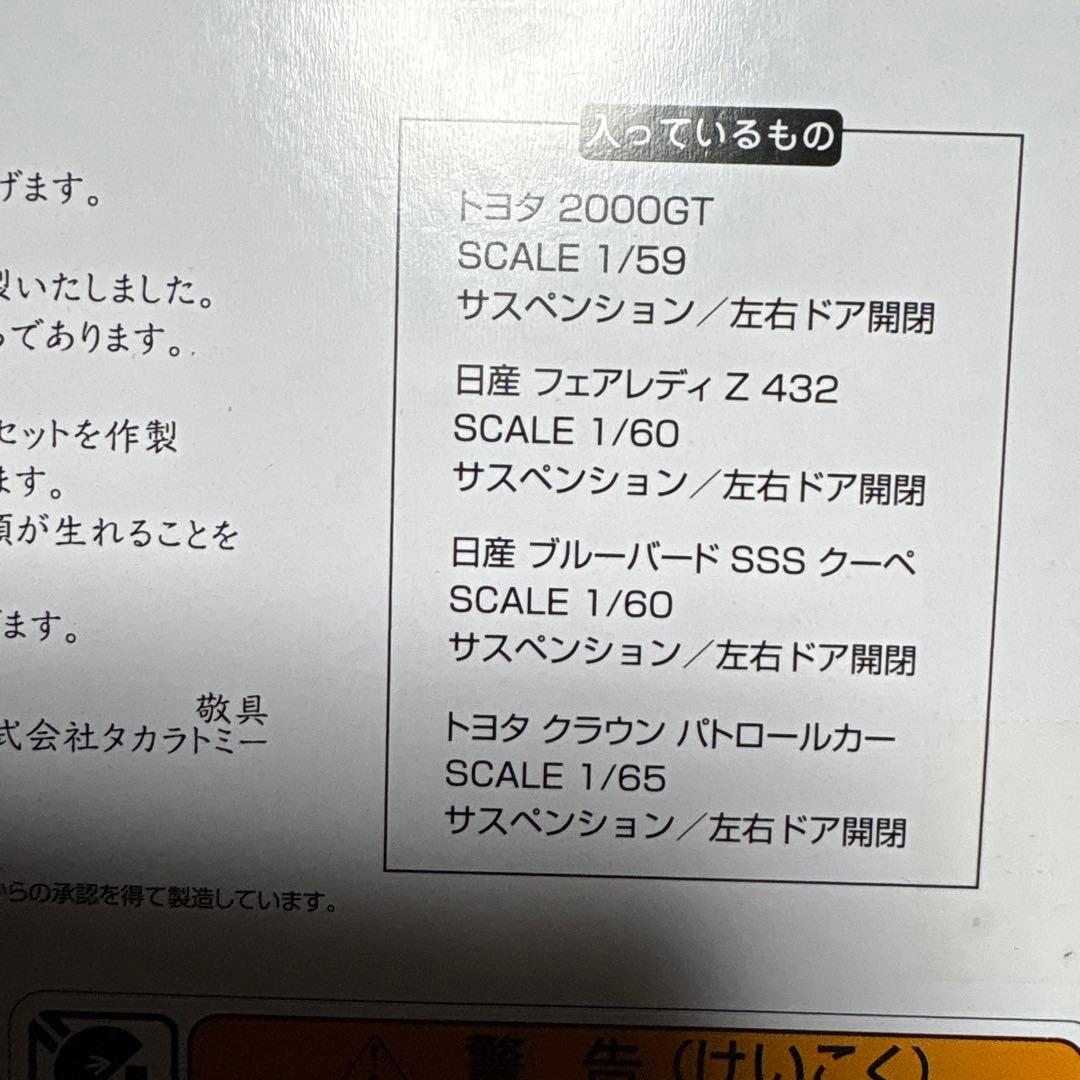 げます。
製いたしました。
であります。
セットを作製
ます。
が生れることを
ます。
敬具
式会社タカラトミー
からの承認を得て製造しています。
入っているもの
トヨタ 2000GT
SCALE 1/59
サスペンション／左右ドア開閉
日産 フェアレディ Z 432
SCALE 1/60
サスペンション／左右ドア開閉
日産 ブルーバード SSS クーペ
SCALE 1/60
サスペンション／左右ドア開閉
トヨタ クラウン パトロールカー
SCALE 1/65
サスペンション／左右ドア開閉
警 告 (けいこく)